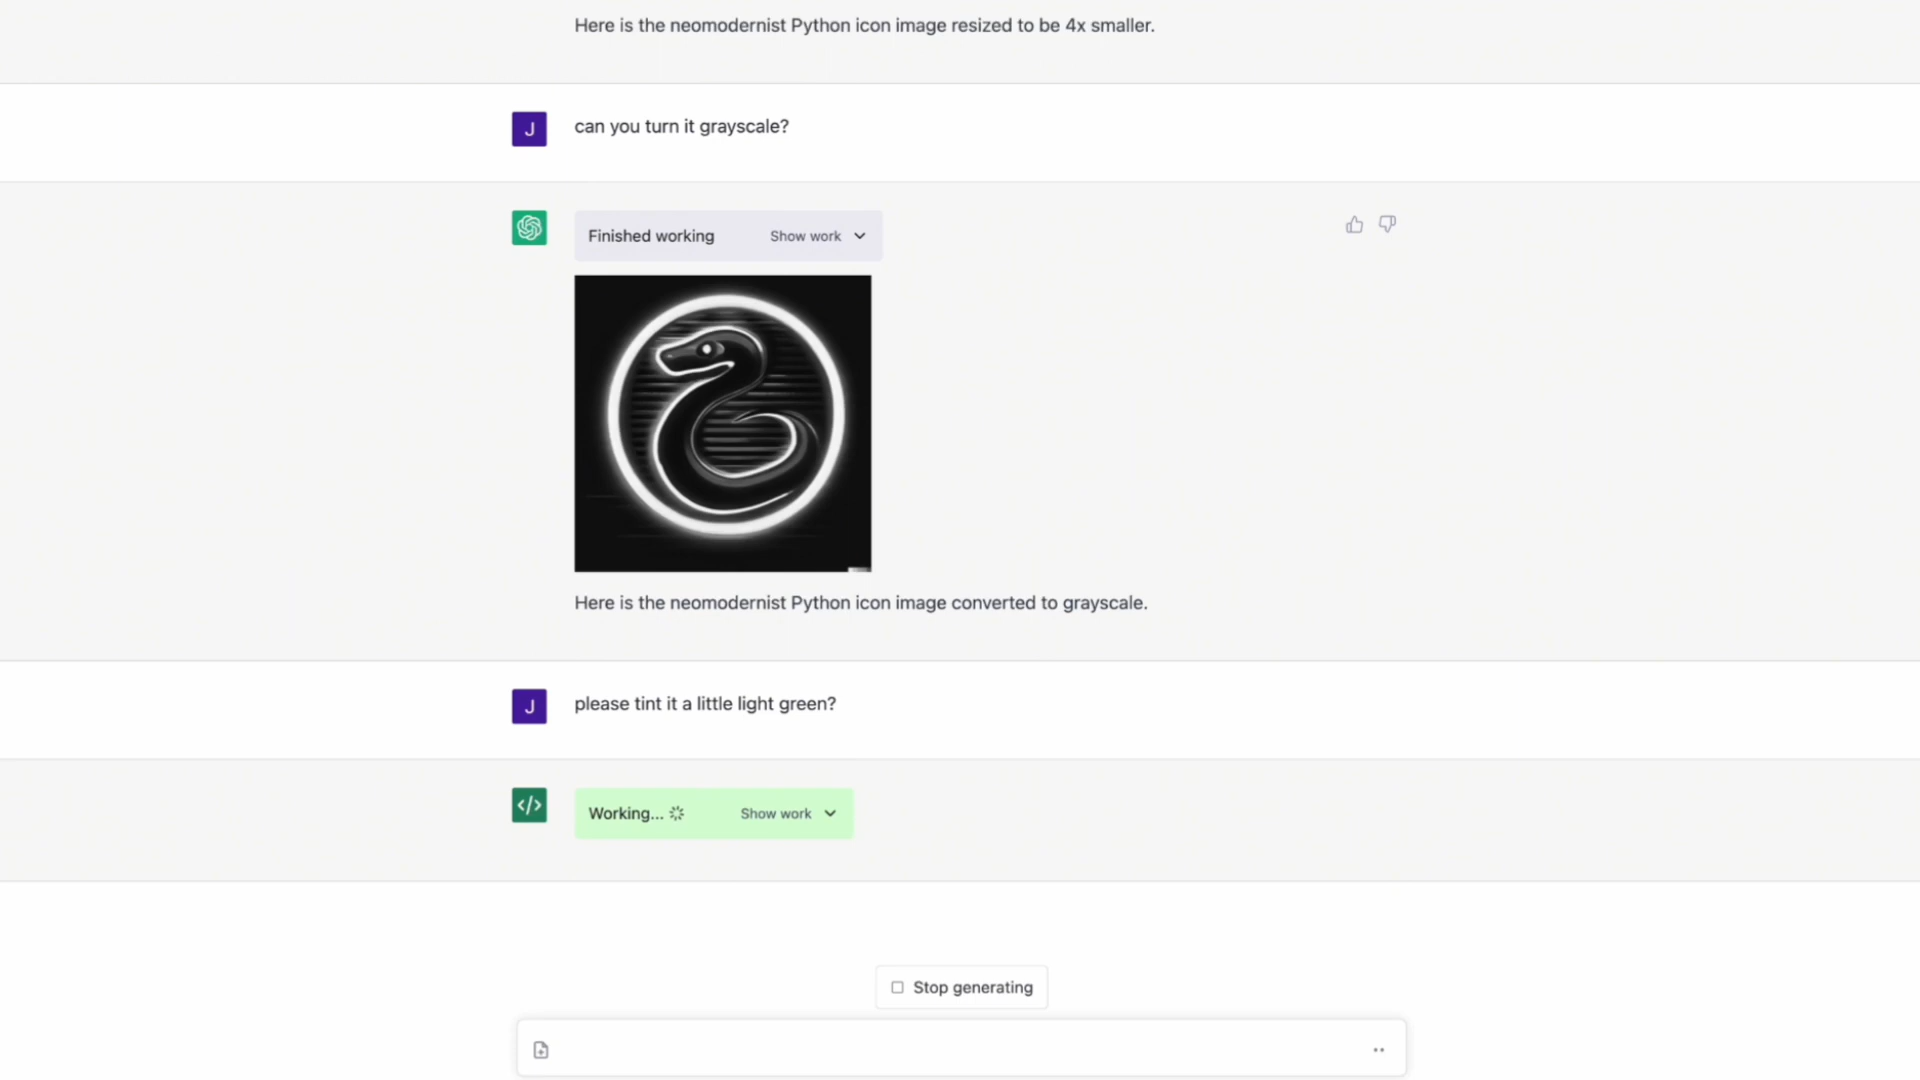 Here is the neomodernist Python icon image resized to be 4x smaller.
J
can you turn it grayscale?
Finished working
Show work
Here is the neomodernist Python icon image converted to grayscale.
J
please tint it a little light green?
</>
Working...
Show work
Stop generating